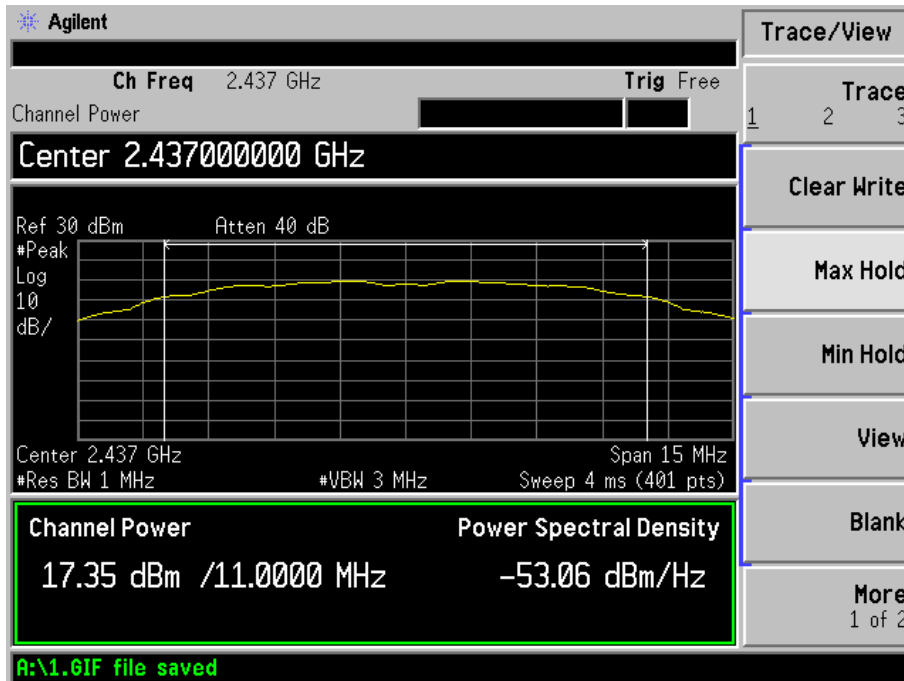 Agilent
Trace/View
Ch Freq 2.437 GHz Trig Free
Channel Power
Trace
1 2 3
Center 2.437000000 GHz
Clear Write
Ref 30 dBm Atten 40 dB
#Peak
Log
10
dB/
Max Hold
Min Hold
View
Center 2.437 GHz Span 15 MHz
#Res BW 1 MHz #VBW 3 MHz Sweep 4 ms (401 pts)
Blank
Channel Power Power Spectral Density
17.35 dBm /11.0000 MHz -53.06 dBm/Hz
More
1 of 2
A:\1.GIF file saved